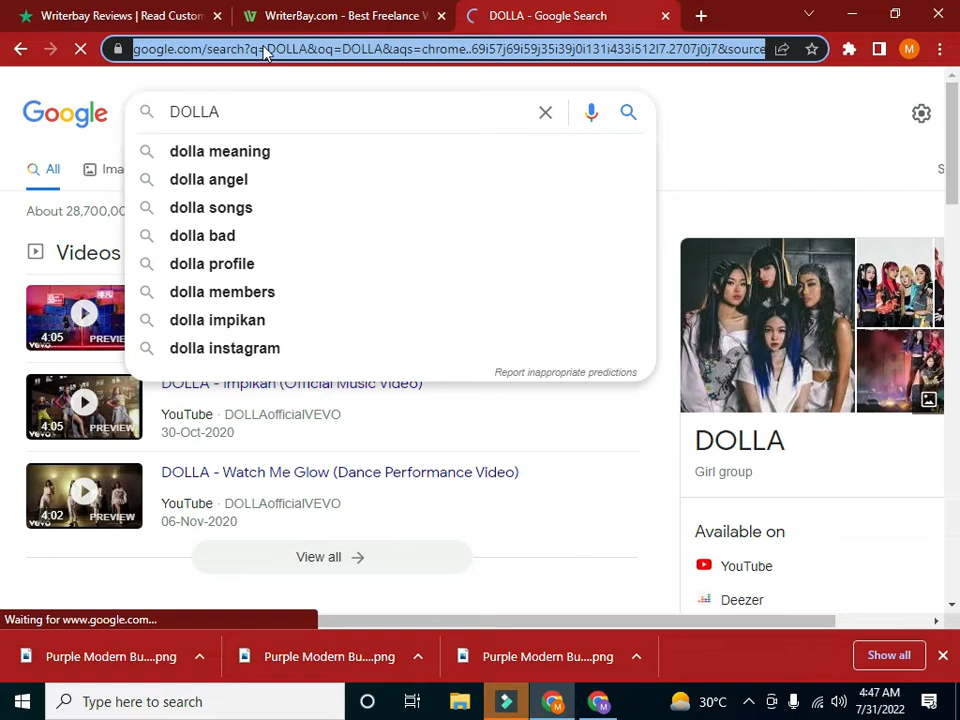 Writerbay Reviews | Read Custom
WriterBay.com - Best Freelance W
DOLLA - Google Search
google.com/search?q=DOLLA&oq=DOLLA&aqs=chrome..69i57j69i59j35i39j0i131i433i512l7.2707j0j7&source
M
Google
DOLLA
All
Ima
S
dolla meaning
dolla angel
dolla songs
dolla bad
dolla profile
dolla members
dolla impikan
dolla instagram
Report inappropriate predictions
About 28,700,00
Videos
4:05
PREVIEW
DOLLA - Impikan (Official Music Video)
YouTube · DOLLAofficialVEVO
30-Oct-2020
vevo 4:05
PREVIEW
DOLLA - Watch Me Glow (Dance Performance Video)
YouTube · DOLLAofficialVEVO
06-Nov-2020
vevo 4:02
PREVIEW
View all
DOLLA
Girl group
Available on
YouTube
Deezer
Waiting for www.google.com...
Purple Modern Bu....png
Purple Modern Bu....png
Purple Modern Bu....png
Show all
Type here to search
30°C
4:47 AM
7/31/2022